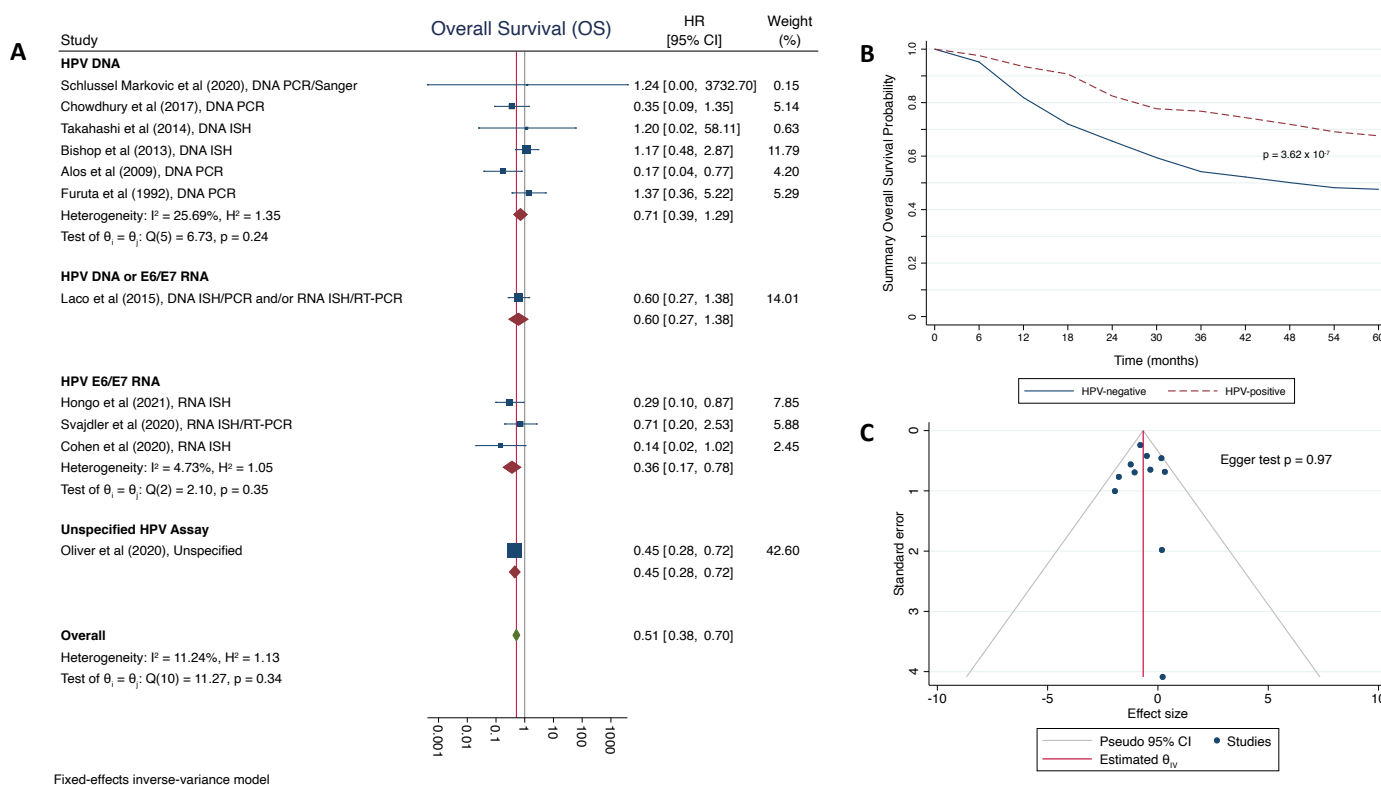 A
Overall Survival (OS)
HR Weight
Study [95% CI] (%)
HPV DNA
Schlussel Markovic et al (2020), DNA PCR/Sanger 1.24 [0.00, 3732.70] 0.15
Chowdhury et al (2017), DNA PCR 0.35 [0.09, 1.35] 5.14
Takahashi et al (2014), DNA ISH 1.20 [0.02, 58.11] 0.63
Bishop et al (2013), DNA ISH 1.17 [0.48, 2.87] 11.79
Alos et al (2009), DNA PCR 0.17 [0.04, 0.77] 4.20
Furuta et al (1992), DNA PCR 1.37 [0.36, 5.22] 5.29
Heterogeneity: I² = 25.69%, H² = 1.35 0.71 [0.39, 1.29]
Test of θᵢ = θⱼ: Q(5) = 6.73, p = 0.24
HPV DNA or E6/E7 RNA
Laco et al (2015), DNA ISH/PCR and/or RNA ISH/RT-PCR 0.60 [0.27, 1.38] 14.01
0.60 [0.27, 1.38]
HPV E6/E7 RNA
Hongo et al (2021), RNA ISH 0.29 [0.10, 0.87] 7.85
Svajdler et al (2020), RNA ISH/RT-PCR 0.71 [0.20, 2.53] 5.88
Cohen et al (2020), RNA ISH 0.14 [0.02, 1.02] 2.45
Heterogeneity: I² = 4.73%, H² = 1.05 0.36 [0.17, 0.78]
Test of θᵢ = θⱼ: Q(2) = 2.10, p = 0.35
Unspecified HPV Assay
Oliver et al (2020), Unspecified 0.45 [0.28, 0.72] 42.60
0.45 [0.28, 0.72]
Overall 0.51 [0.38, 0.70]
Heterogeneity: I² = 11.24%, H² = 1.13
Test of θᵢ = θⱼ: Q(10) = 11.27, p = 0.34
0.001 0.01 0.1 1 10 100 1000
Fixed-effects inverse-variance model
B
Summary Overall Survival Probability
1.0
0.8
0.6
0.4
0.2
0
p = 3.62 x 10⁻⁷
0 6 12 18 24 30 36 42 48 54 60
Time (months)
HPV-negative HPV-positive
C
Standard error
0
1
2
3
4
Egger test p = 0.97
-10 -5 0 5 10
Effect size
Pseudo 95% CI Studies
Estimated θ_IV